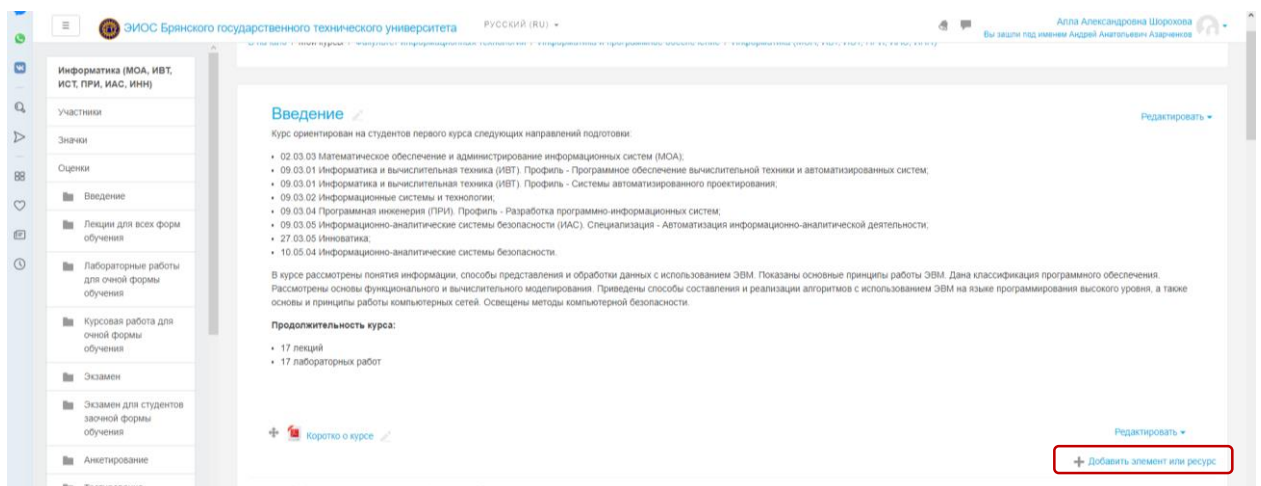 ЭИОС Брянского государственного технического университета
РУССКИЙ (RU)
Алла Александровна Шорохова
Вы зашли под именем Андрей Анатольевич Азарченков
Информатика (МОА, ИВТ,
ИСТ, ПРИ, ИАС, ИНН)
Участники
Значки
Оценки
Введение
Лекции для всех форм
обучения
Лабораторные работы
для очной формы
обучения
Курсовая работа для
очной формы
обучения
Экзамен
Экзамен для студентов
заочной формы
обучения
Анкетирование
Введение
Редактировать
Курс ориентирован на студентов первого курса следующих направлений подготовки:
• 02.03.03 Математическое обеспечение и администрирование информационных систем (МОА);
• 09.03.01 Информатика и вычислительная техника (ИВТ). Профиль - Программное обеспечение вычислительной техники и автоматизированных систем;
• 09.03.01 Информатика и вычислительная техника (ИВТ). Профиль - Системы автоматизированного проектирования;
• 09.03.02 Информационные системы и технологии;
• 09.03.04 Программная инженерия (ПРИ). Профиль - Разработка программно-информационных систем;
• 09.03.05 Информационно-аналитические системы безопасности (ИАС). Специализация - Автоматизация информационно-аналитической деятельности;
• 27.03.05 Инноватика;
• 10.05.04 Информационно-аналитические системы безопасности.
В курсе рассмотрены понятия информации, способы представления и обработки данных с использованием ЭВМ. Показаны основные принципы работы ЭВМ. Дана классификация программного обеспечения.
Рассмотрены основы функционального и вычислительного моделирования. Приведены способы составления и реализации алгоритмов с использованием ЭВМ на языке программирования высокого уровня, а также
основы и принципы работы компьютерных сетей. Освещены методы компьютерной безопасности.
Продолжительность курса:
• 17 лекций
• 17 лабораторных работ
Коротко о курсе
Редактировать
Добавить элемент или ресурс